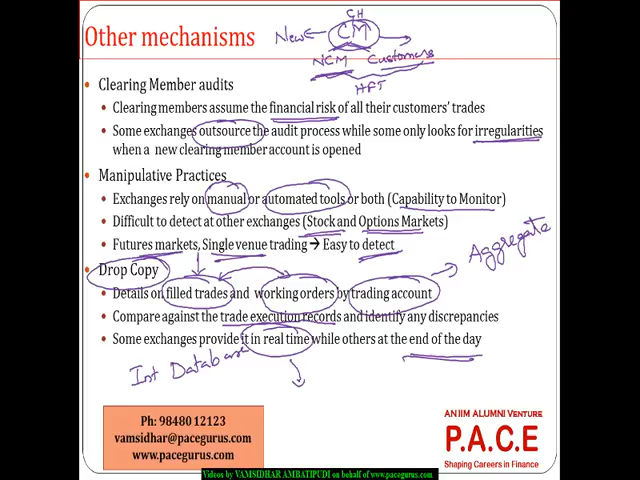 CH
Other mechanisms
New CM
NCM Customers
HFT
• Clearing Member audits
• Clearing members assume the financial risk of all their customers' trades
• Some exchanges outsource the audit process while some only looks for irregularities
when a new clearing member account is opened
• Manipulative Practices
• Exchanges rely on manual or automated tools or both (Capability to Monitor)
• Difficult to detect at other exchanges (Stock and Options Markets)
• Futures markets, Single venue trading → Easy to detect
Aggregate
• Drop Copy
• Details on filled trades and working orders by trading account
• Compare against the trade execution records and identify any discrepancies
• Some exchanges provide it in real time while others at the end of the day
Int Database
Ph: 98480 12123
vamsidhar@pacegurus.com
www.pacegurus.com
AN IIM ALUMNI VENTURE
P.A.C.E
Shaping Careers in Finance
Videos by VAMSIDHAR AMBATIPUDI on behalf of www.pacegurus.com